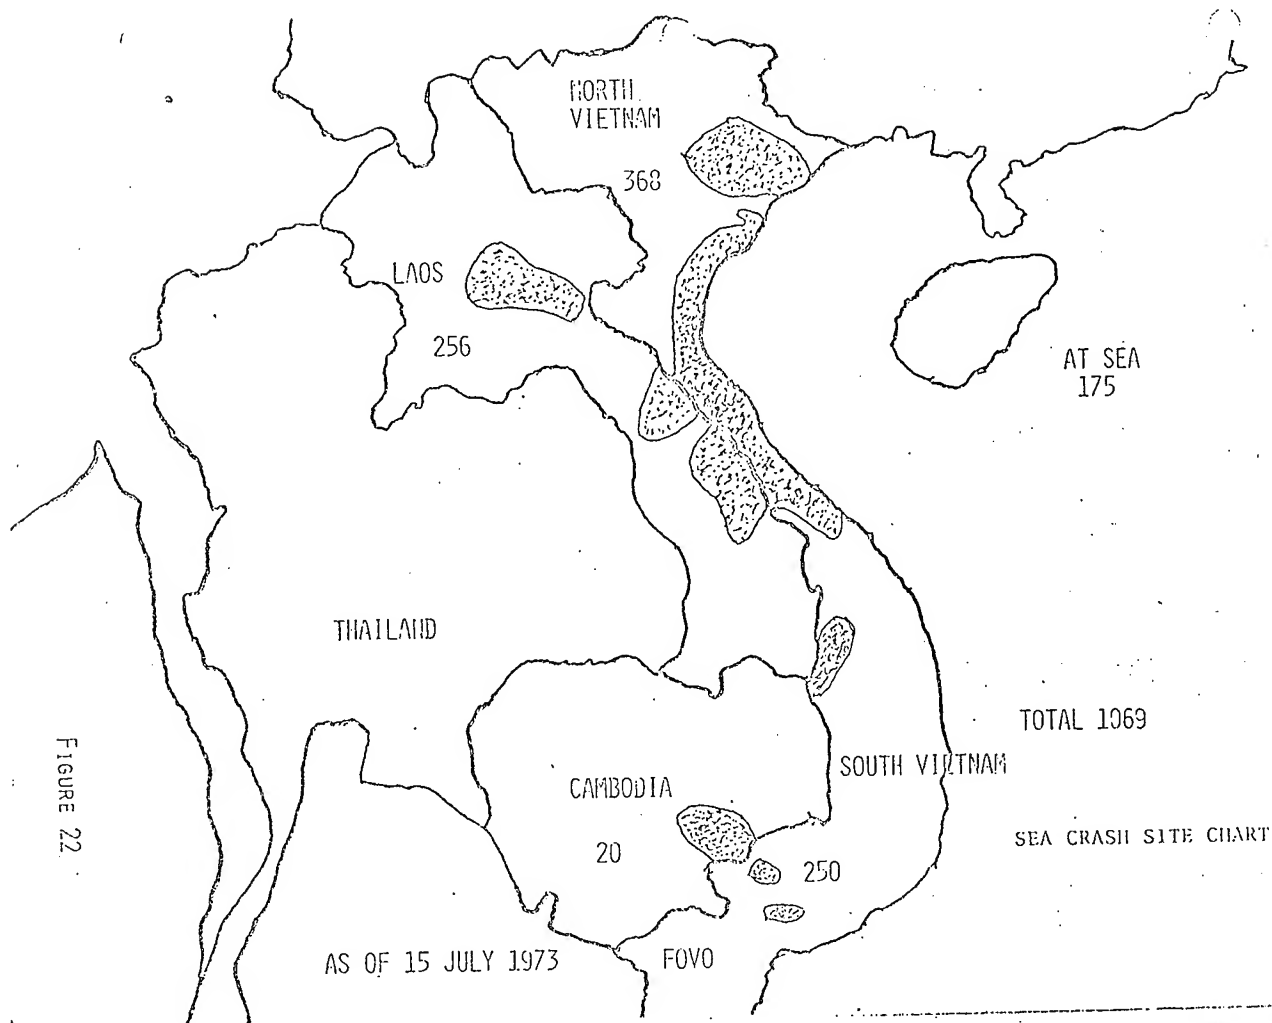 NORTH
VIETNAM
368
LAOS
256
AT SEA
175
THAILAND
TOTAL 1069
SOUTH VIETNAM
CAMBODIA
20
250
SEA CRASH SITE CHART
AS OF 15 JULY 1973
FOVO
FIGURE 22